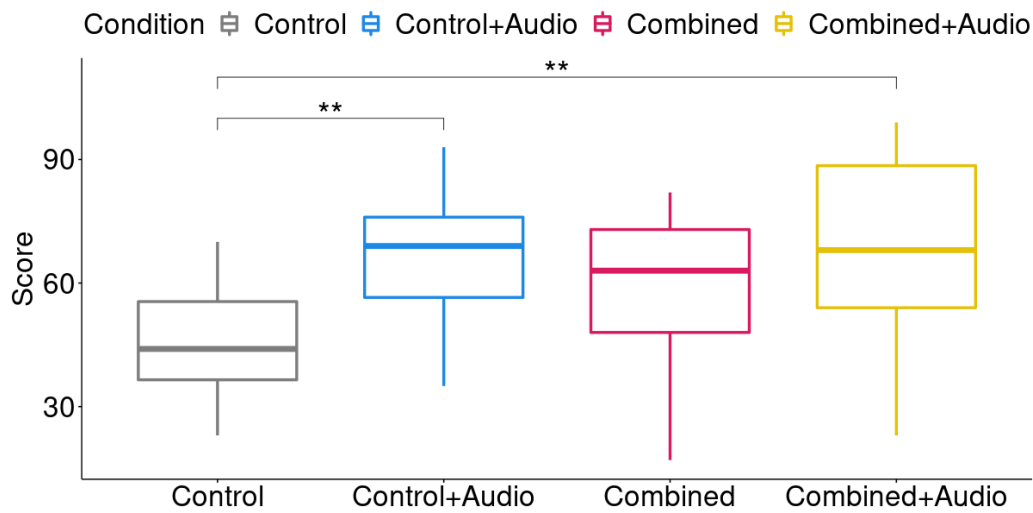 Condition Control Control+Audio Combined Combined+Audio
**
**
90
60
30
Score
Control Control+Audio Combined Combined+Audio